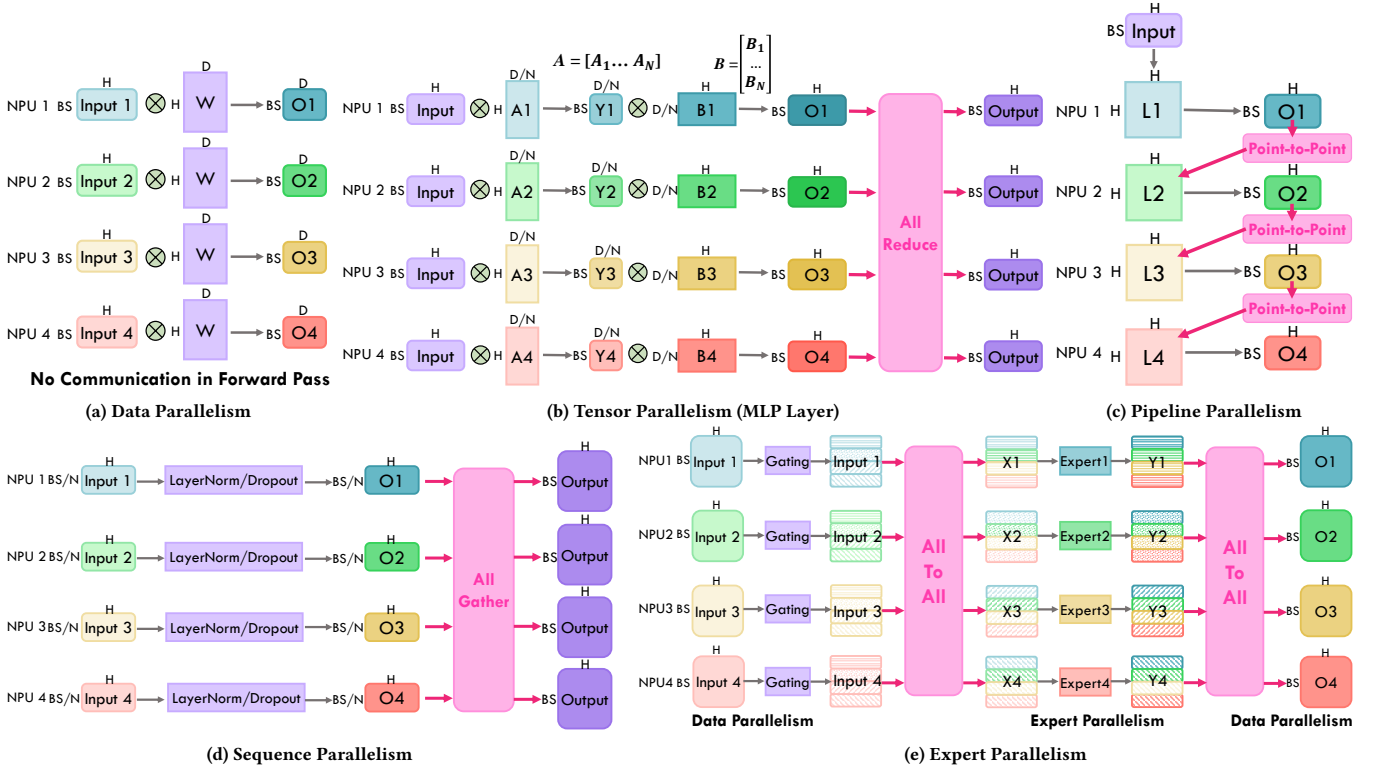 H
D
D
NPU 1 BS Input 1 ⊗ H W BS O1
H
D
D
NPU 2 BS Input 2 ⊗ H W BS O2
H
D
D
NPU 3 BS Input 3 ⊗ H W BS O3
H
D
D
NPU 4 BS Input 4 ⊗ H W BS O4
No Communication in Forward Pass
(a) Data Parallelism
A = [A1... AN]
B = [B1 ... BN]
H D/N D/N H H H
NPU 1 BS Input ⊗ H A1 BS Y1 ⊗ D/N B1 BS O1 BS Output
H D/N D/N H H H
NPU 2 BS Input ⊗ H A2 BS Y2 ⊗ D/N B2 BS O2 BS Output
All
Reduce
H D/N D/N H H H
NPU 3 BS Input ⊗ H A3 BS Y3 ⊗ D/N B3 BS O3 BS Output
H D/N D/N H H H
NPU 4 BS Input ⊗ H A4 BS Y4 ⊗ D/N B4 BS O4 BS Output
(b) Tensor Parallelism (MLP Layer)
H
BS Input
H H
NPU 1 H L1 BS O1
Point-to-Point
H H
NPU 2 H L2 BS O2
Point-to-Point
H H
NPU 3 H L3 BS O3
Point-to-Point
H H
NPU 4 H L4 BS O4
(c) Pipeline Parallelism
H H H
NPU 1 BS/N Input 1 LayerNorm/Dropout BS/N O1 BS Output
H H H
NPU 2 BS/N Input 2 LayerNorm/Dropout BS/N O2 BS Output
All
Gather
H H H
NPU 3 BS/N Input 3 LayerNorm/Dropout BS/N O3 BS Output
H H H
NPU 4 BS/N Input 4 LayerNorm/Dropout BS/N O4 BS Output
(d) Sequence Parallelism
H H
NPU1 BS Input 1 Gating Input 1 X1 Expert1 Y1 BS O1
H H
NPU2 BS Input 2 Gating Input 2 X2 Expert2 Y2 BS O2
All
To
All
All
To
All
H H
NPU3 BS Input 3 Gating Input 3 X3 Expert3 Y3 BS O3
H H
NPU4 BS Input 4 Gating Input 4 X4 Expert4 Y4 BS O4
Data Parallelism
Expert Parallelism
Data Parallelism
(e) Expert Parallelism